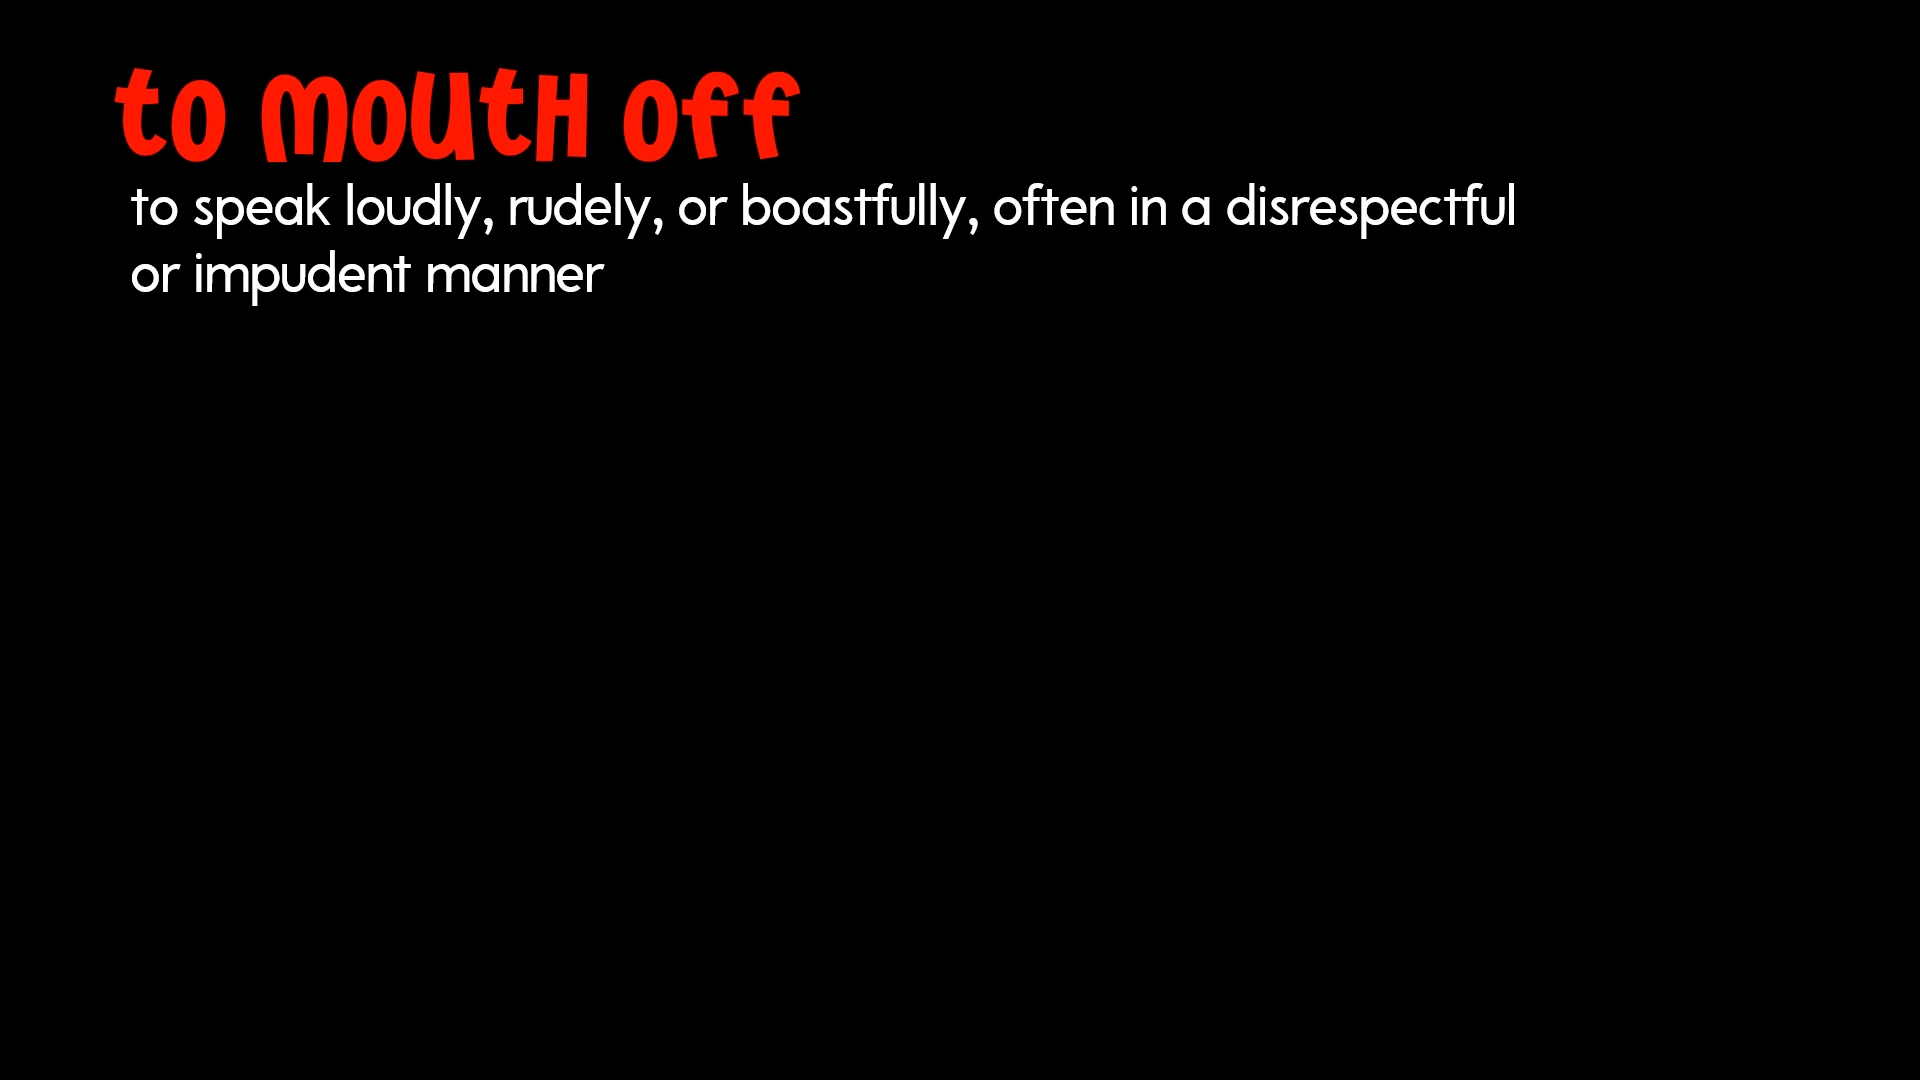 to mouth off
to speak loudly, rudely, or boastfully, often in a disrespectful
or impudent manner